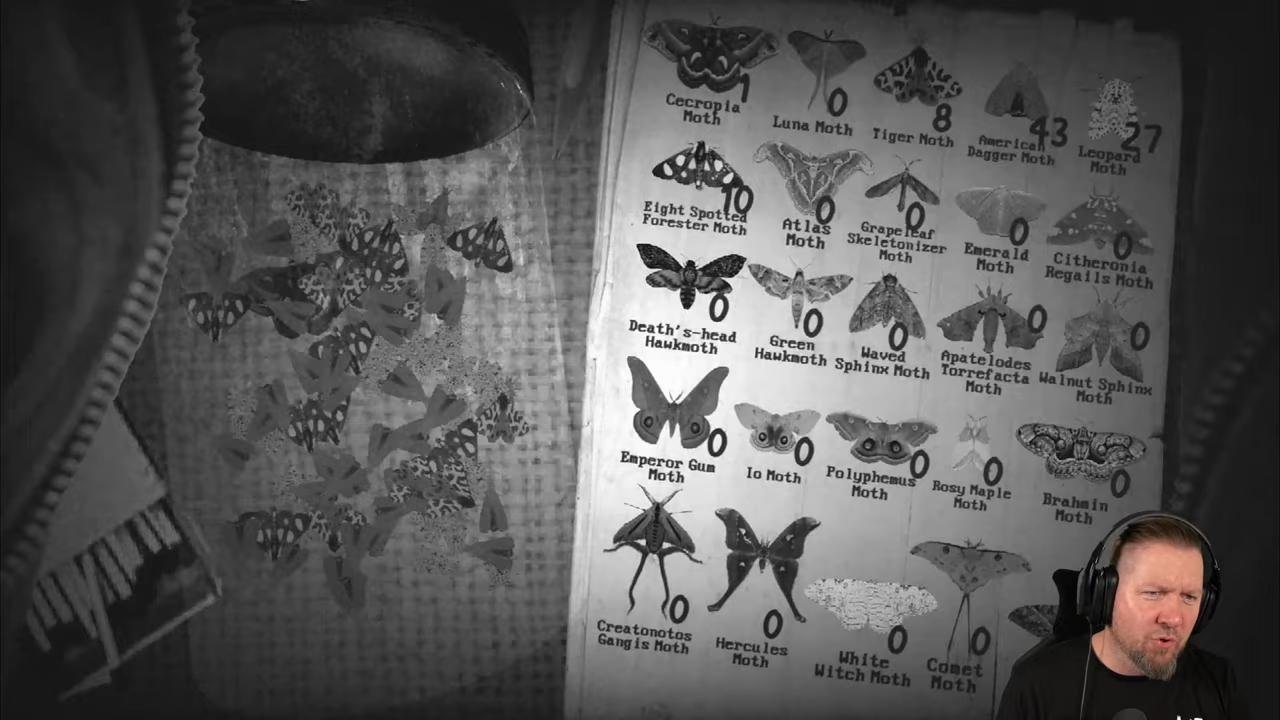 1
Cecropia
Moth
0
Luna Moth
8
Tiger Moth
43
American
Dagger Moth
27
Leopard
Moth
10
Eight Spotted
Forester Moth
0
Atlas
Moth
0
Grapeleaf
Skeletonizer
Moth
0
Emerald
Moth
0
Citheronia
Regails Moth
0
Death's-head
Hawkmoth
0
Green
Hawkmoth
0
Waved
Sphinx Moth
0
Apatelodes
Torrefacta
Moth
0
Walnut Sphinx
Moth
0
Emperor Gum
Moth
0
Io Moth
0
Polyphemus
Moth
0
Rosy Maple
Moth
0
Brahmin
Moth
0
Creatonotos
Gangis Moth
0
Hercules
Moth
0
White
Witch Moth
0
Comet
Moth